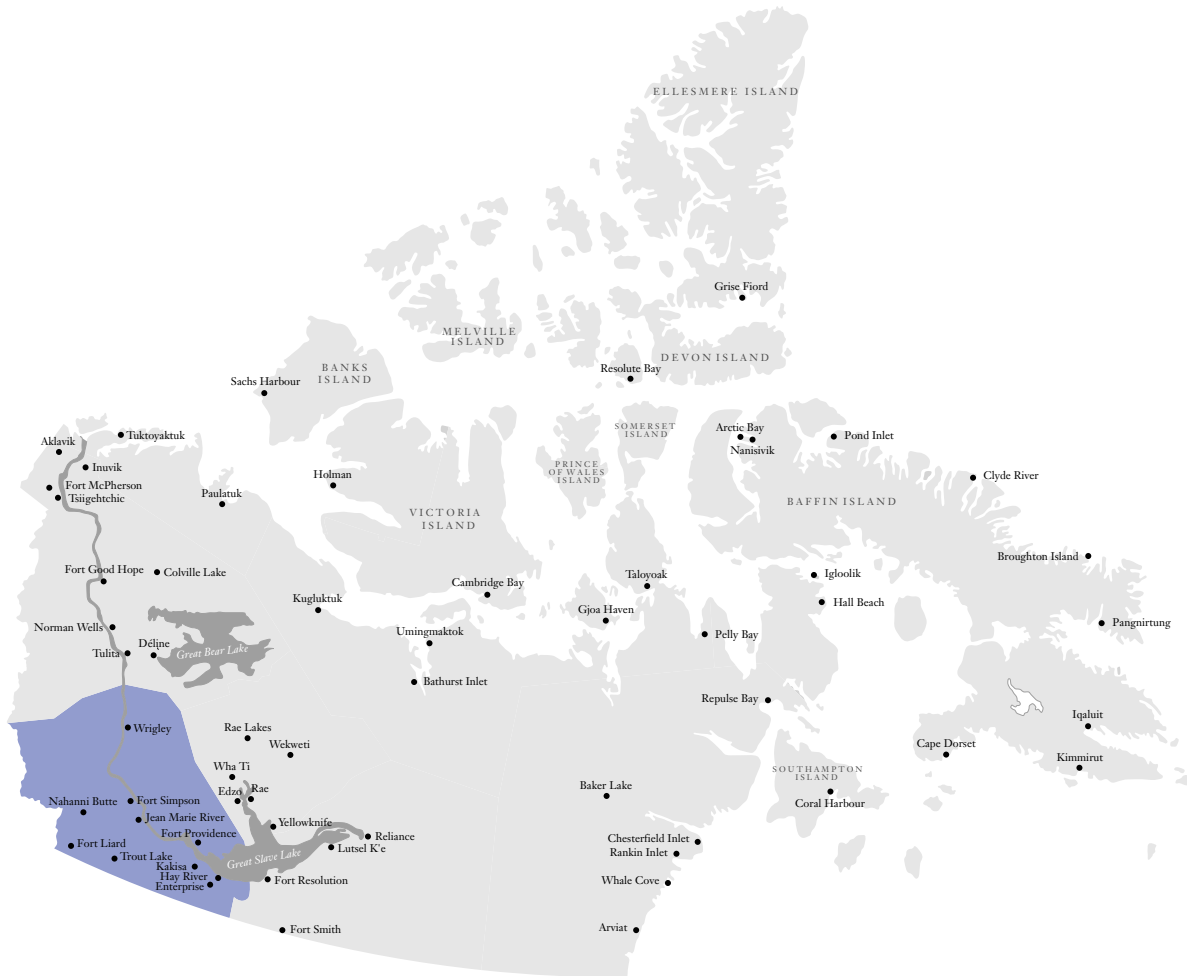 ELLESMERE ISLAND
Grise Fiord
MELVILLE
ISLAND
DEVON ISLAND
BANKS
ISLAND
Resolute Bay
Sachs Harbour
SOMERSET
ISLAND
Arctic Bay
Nanisivik
Pond Inlet
Aklavik
Tuktoyaktuk
Inuvik
Fort McPherson
Tsiigehtchic
Paulatuk
Holman
PRINCE
OF WALES
ISLAND
Clyde River
VICTORIA
ISLAND
BAFFIN ISLAND
Broughton Island
Fort Good Hope
Colville Lake
Cambridge Bay
Taloyoak
Igloolik
Hall Beach
Kugluktuk
Gjoa Haven
Pangnirtung
Norman Wells
Umingmaktok
Pelly Bay
Tulita
Déline
Great Bear Lake
Bathurst Inlet
Repulse Bay
Wrigley
Rae Lakes
Wekweti
Iqaluit
Cape Dorset
Kimmirut
Wha Ti
Edzo
Rae
SOUTHAMPTON
ISLAND
Coral Harbour
Baker Lake
Nahanni Butte
Fort Simpson
Jean Marie River
Yellowknife
Fort Providence
Reliance
Lutsel K'e
Chesterfield Inlet
Rankin Inlet
Fort Liard
Trout Lake
Great Slave Lake
Kakisa
Hay River
Enterprise
Fort Resolution
Whale Cove
Fort Smith
Arviat